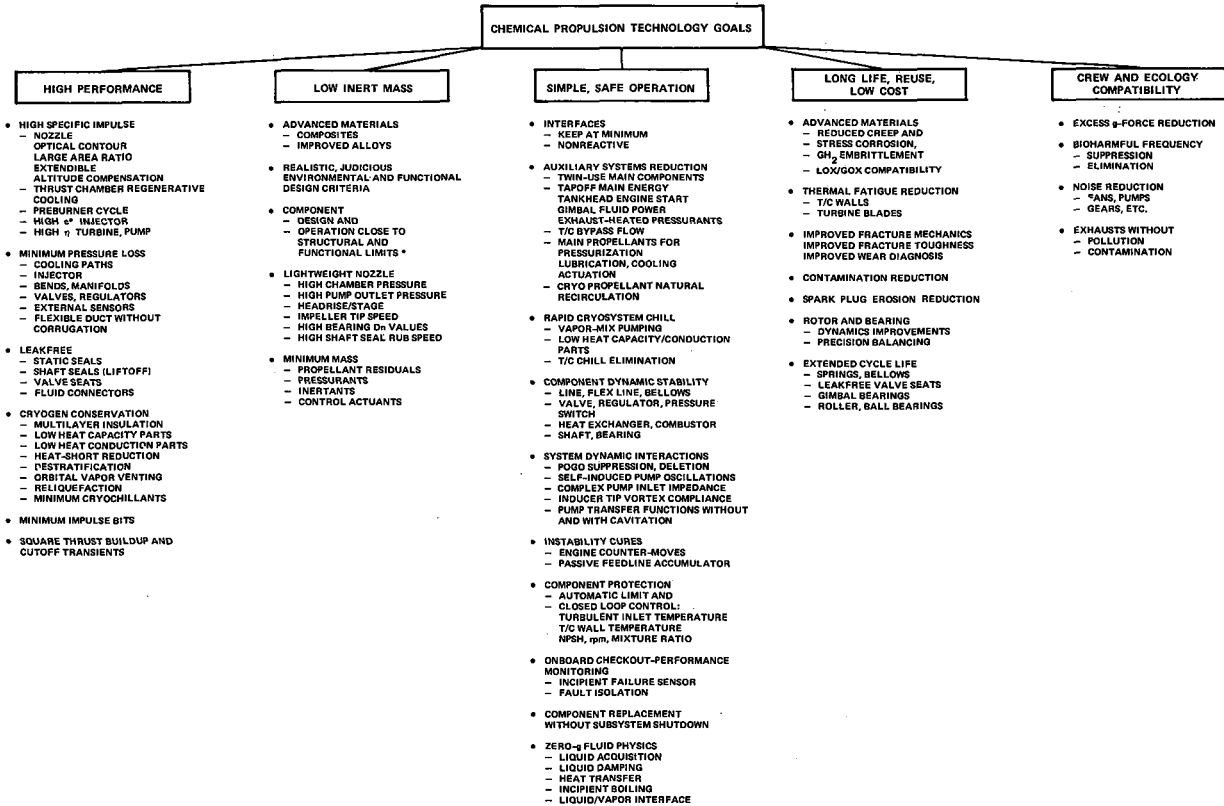 CHEMICAL PROPULSION TECHNOLOGY GOALS
HIGH PERFORMANCE
• HIGH SPECIFIC IMPULSE
– NOZZLE
OPTICAL CONTOUR
LARGE AREA RATIO
EXTENDIBLE
ALTITUDE COMPENSATION
– THRUST CHAMBER REGENERATIVE
COOLING
– PREBURNER CYCLE
– HIGH c* INJECTOR
– HIGH η TURBINE, PUMP
• MINIMUM PRESSURE LOSS
– COOLING PATHS
– INJECTOR
– BENDS, MANIFOLDS
– VALVES, REGULATORS
– EXTERNAL SENSORS
– FLEXIBLE DUCT WITHOUT
CORRUGATION
• LEAKFREE
– STATIC SEALS
– SHAFT SEALS (LIFTOFF)
– VALVE SEATS
– FLUID CONNECTORS
• CRYOGEN CONSERVATION
– MULTILAYER INSULATION
– LOW HEAT CAPACITY PARTS
– LOW HEAT CONDUCTION PARTS
– HEAT-SHORT REDUCTION
– DESTRATIFICATION
– ORBITAL VAPOR VENTING
– RELIQUEFACTION
– MINIMUM CRYOCHILLANTS
• MINIMUM IMPULSE BITS
• SQUARE THRUST BUILDUP AND
CUTOFF TRANSIENTS
LOW INERT MASS
• ADVANCED MATERIALS
– COMPOSITES
– IMPROVED ALLOYS
• REALISTIC, JUDICIOUS
ENVIRONMENTAL AND FUNCTIONAL
DESIGN CRITERIA
• COMPONENT
– DESIGN AND
– OPERATION CLOSE TO
STRUCTURAL AND
FUNCTIONAL LIMITS *
• LIGHTWEIGHT NOZZLE
– HIGH CHAMBER PRESSURE
– HIGH PUMP OUTLET PRESSURE
– HEADRISE/STAGE
– IMPELLER TIP SPEED
– HIGH BEARING Dn VALUES
– HIGH SHAFT SEAL RUB SPEED
• MINIMUM MASS
– PROPELLANT RESIDUALS
– PRESSURANTS
– INERTANTS
– CONTROL ACTUANTS
SIMPLE, SAFE OPERATION
• INTERFACES
– KEEP AT MINIMUM
– NONREACTIVE
• AUXILIARY SYSTEMS REDUCTION
– TWIN-USE MAIN COMPONENTS
– TAPOFF MAIN ENERGY
TANKHEAD ENGINE START
GIMBAL FLUID POWER
EXHAUST-HEATED PRESSURANTS
– T/C BYPASS FLOW
– MAIN PROPELLANTS FOR
PRESSURIZATION
LUBRICATION, COOLING
ACTUATION
– CRYO PROPELLANT NATURAL
RECIRCULATION
• RAPID CRYOSYSTEM CHILL
– VAPOR-MIX PUMPING
– LOW HEAT CAPACITY/CONDUCTION
PARTS
– T/C CHILL ELIMINATION
• COMPONENT DYNAMIC STABILITY
– LINE, FLEX LINE, BELLOWS
– VALVE, REGULATOR, PRESSURE
SWITCH
– HEAT EXCHANGER, COMBUSTOR
– SHAFT, BEARING
• SYSTEM DYNAMIC INTERACTIONS
– POGO SUPPRESSION, DELETION
– SELF-INDUCED PUMP OSCILLATIONS
– COMPLEX PUMP INLET IMPEDANCE
– INDUCER TIP VORTEX COMPLIANCE
– PUMP TRANSFER FUNCTIONS WITHOUT
AND WITH CAVITATION
• INSTABILITY CURES
– ENGINE COUNTER-MOVES
– PASSIVE FEEDLINE ACCUMULATOR
• COMPONENT PROTECTION
– AUTOMATIC LIMIT AND
– CLOSED LOOP CONTROL:
TURBULENT INLET TEMPERATURE
T/C WALL TEMPERATURE
NPSH, rpm, MIXTURE RATIO
• ONBOARD CHECKOUT-PERFORMANCE
MONITORING
– INCIPIENT FAILURE SENSOR
– FAULT ISOLATION
• COMPONENT REPLACEMENT
WITHOUT SUBSYSTEM SHUTDOWN
• ZERO-g FLUID PHYSICS
– LIQUID ACQUISITION
– LIQUID DAMPING
– HEAT TRANSFER
– INCIPIENT BOILING
– LIQUID/VAPOR INTERFACE
LONG LIFE, REUSE,
LOW COST
• ADVANCED MATERIALS
– REDUCED CREEP AND
– STRESS CORROSION,
– GH2 EMBRITTLEMENT
– LOX/GOX COMPATIBILITY
• THERMAL FATIGUE REDUCTION
– T/C WALLS
– TURBINE BLADES
• IMPROVED FRACTURE MECHANICS
IMPROVED FRACTURE TOUGHNESS
IMPROVED WEAR DIAGNOSIS
• CONTAMINATION REDUCTION
• SPARK PLUG EROSION REDUCTION
• ROTOR AND BEARING
– DYNAMICS IMPROVEMENTS
– PRECISION BALANCING
• EXTENDED CYCLE LIFE
– SPRINGS, BELLOWS
– LEAKFREE VALVE SEATS
– GIMBAL BEARINGS
– ROLLER, BALL BEARINGS
CREW AND ECOLOGY
COMPATIBILITY
• EXCESS g-FORCE REDUCTION
• BIOHARMFUL FREQUENCY
– SUPPRESSION
– ELIMINATION
• NOISE REDUCTION
– FANS, PUMPS
– GEARS, ETC.
• EXHAUSTS WITHOUT
– POLLUTION
– CONTAMINATION